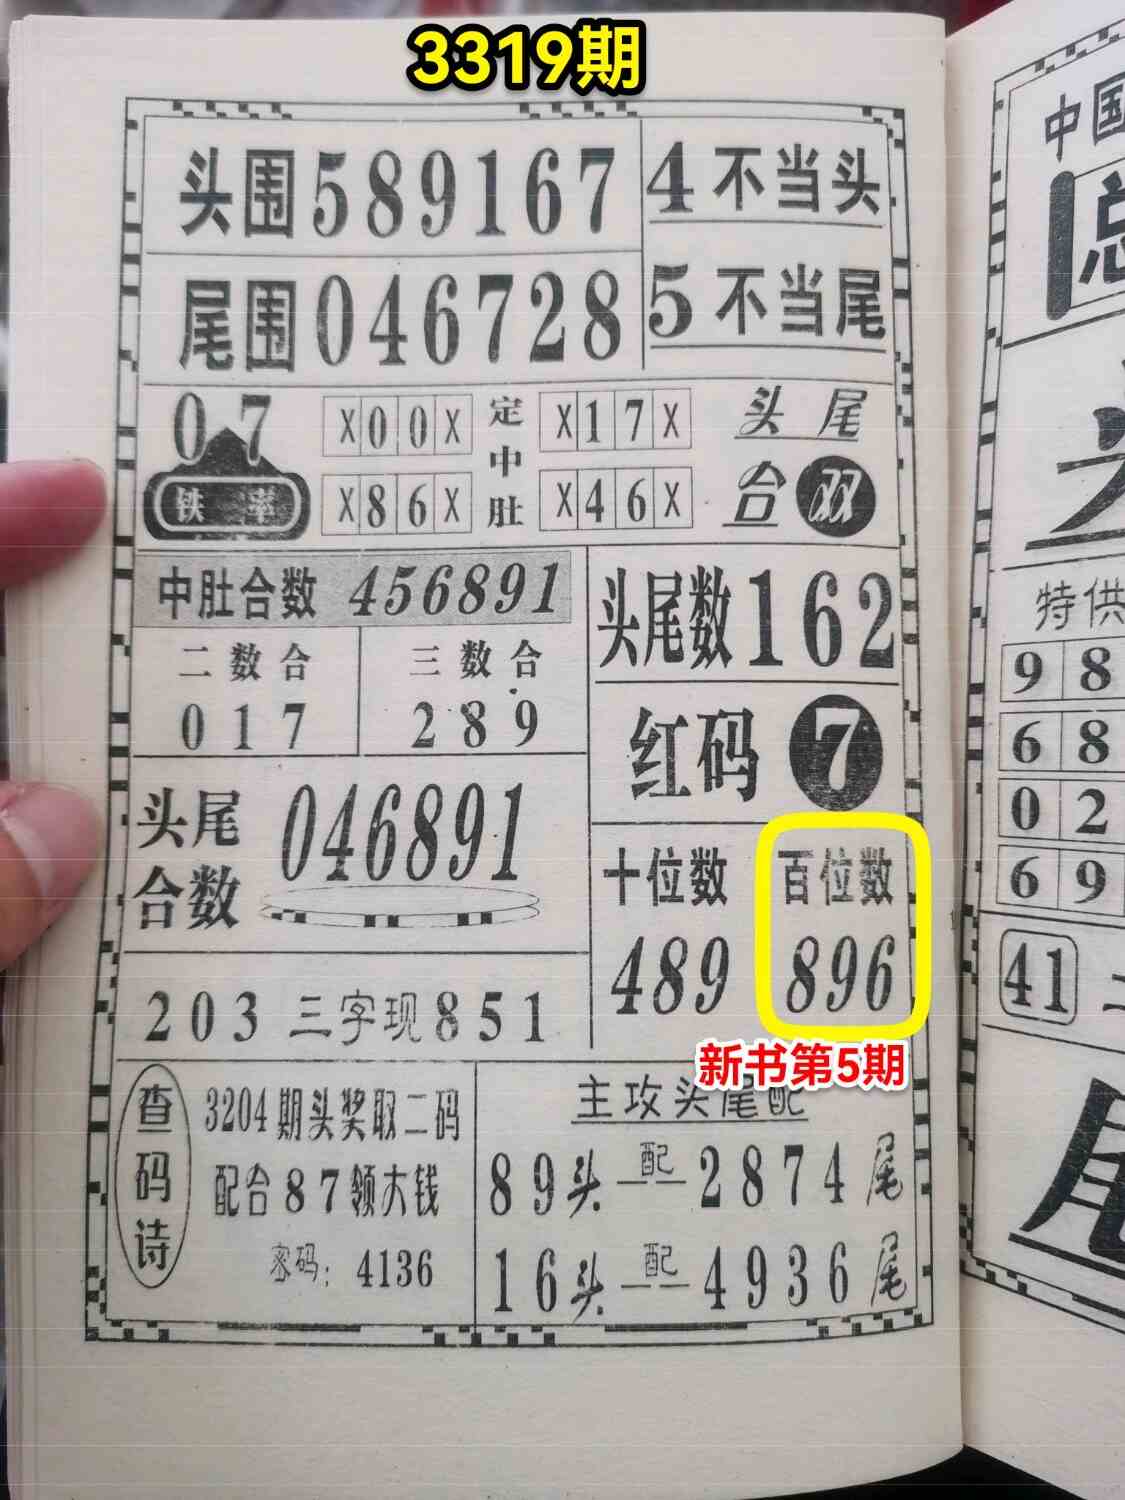 3319期
头围589167
4不当头
尾围046728
5不当尾
07
铁率
X00X
X86X
定中肚
X17X
X46X
头尾
合双
中肚合数 456891
二数合
017
三数合
289
头尾数162
红码7
头尾合数 046891
十位数
489
百位数
896
203三字现851
新书第5期
查码诗
3204期头奖取二码
配合87领大钱
密码：4136
主攻头尾配
89头配2874尾
16头配4936尾
中国
总
特供
98
68
02
69
41
尾